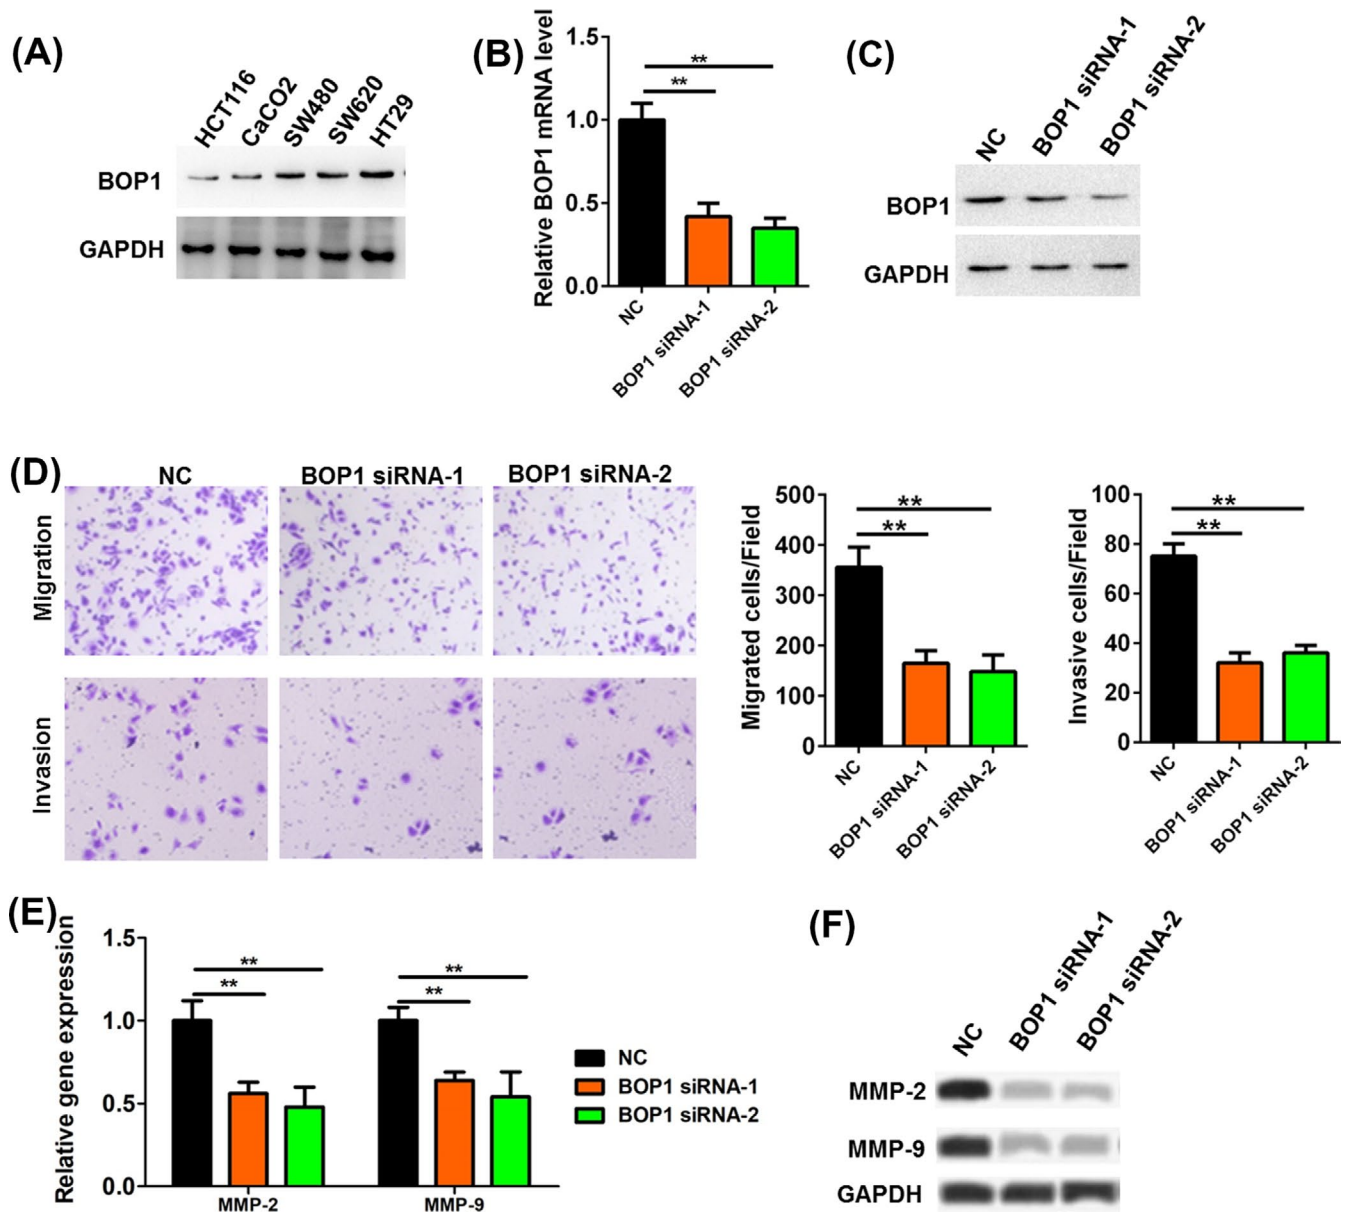 (A)
HCT116
CaCO2
SW480
SW620
HT29
BOP1
GAPDH
(B)
Relative BOP1 mRNA level
1.5
1.0
0.5
0.0
**
**
NC
BOP1 siRNA-1
BOP1 siRNA-2
(C)
NC
BOP1 siRNA-1
BOP1 siRNA-2
BOP1
GAPDH
(D)
NC
BOP1 siRNA-1
BOP1 siRNA-2
Migration
Invasion
Migrated cells/Field
500
400
300
200
100
0
**
**
NC
BOP1 siRNA-1
BOP1 siRNA-2
Invasive cells/Field
100
80
60
40
20
0
**
**
NC
BOP1 siRNA-1
BOP1 siRNA-2
(E)
Relative gene expression
1.5
1.0
0.5
0.0
**
**
**
**
MMP-2
MMP-9
NC
BOP1 siRNA-1
BOP1 siRNA-2
(F)
NC
BOP1 siRNA-1
BOP1 siRNA-2
MMP-2
MMP-9
GAPDH